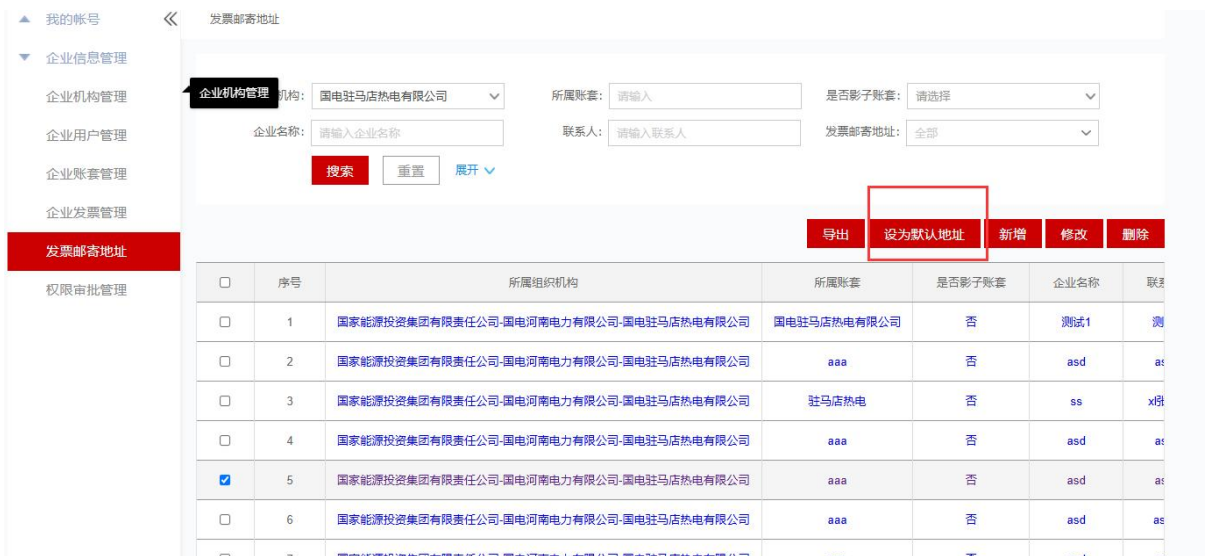 我的帐号
发票邮寄地址
企业信息管理
企业机构管理
企业机构管理
机构:
国电驻马店热电有限公司
所属账套:
请输入
是否影子账套:
请选择
企业用户管理
企业名称:
请输入企业名称
联系人:
请输入联系人
发票邮寄地址:
全部
企业账套管理
搜索
重置
展开
企业发票管理
发票邮寄地址
导出
设为默认地址
新增
修改
删除
权限审批管理
序号
所属组织机构
所属账套
是否影子账套
企业名称
联
1
国家能源投资集团有限责任公司-国电河南电力有限公司-国电驻马店热电有限公司
国电驻马店热电有限公司
否
测试1
测
2
国家能源投资集团有限责任公司-国电河南电力有限公司-国电驻马店热电有限公司
aaa
否
asd
3
国家能源投资集团有限责任公司-国电河南电力有限公司-国电驻马店热电有限公司
驻马店热电
否
ss
4
国家能源投资集团有限责任公司-国电河南电力有限公司-国电驻马店热电有限公司
aaa
否
asd
5
国家能源投资集团有限责任公司-国电河南电力有限公司-国电驻马店热电有限公司
aaa
否
asd
6
国家能源投资集团有限责任公司-国电河南电力有限公司-国电驻马店热电有限公司
aaa
否
asd
as